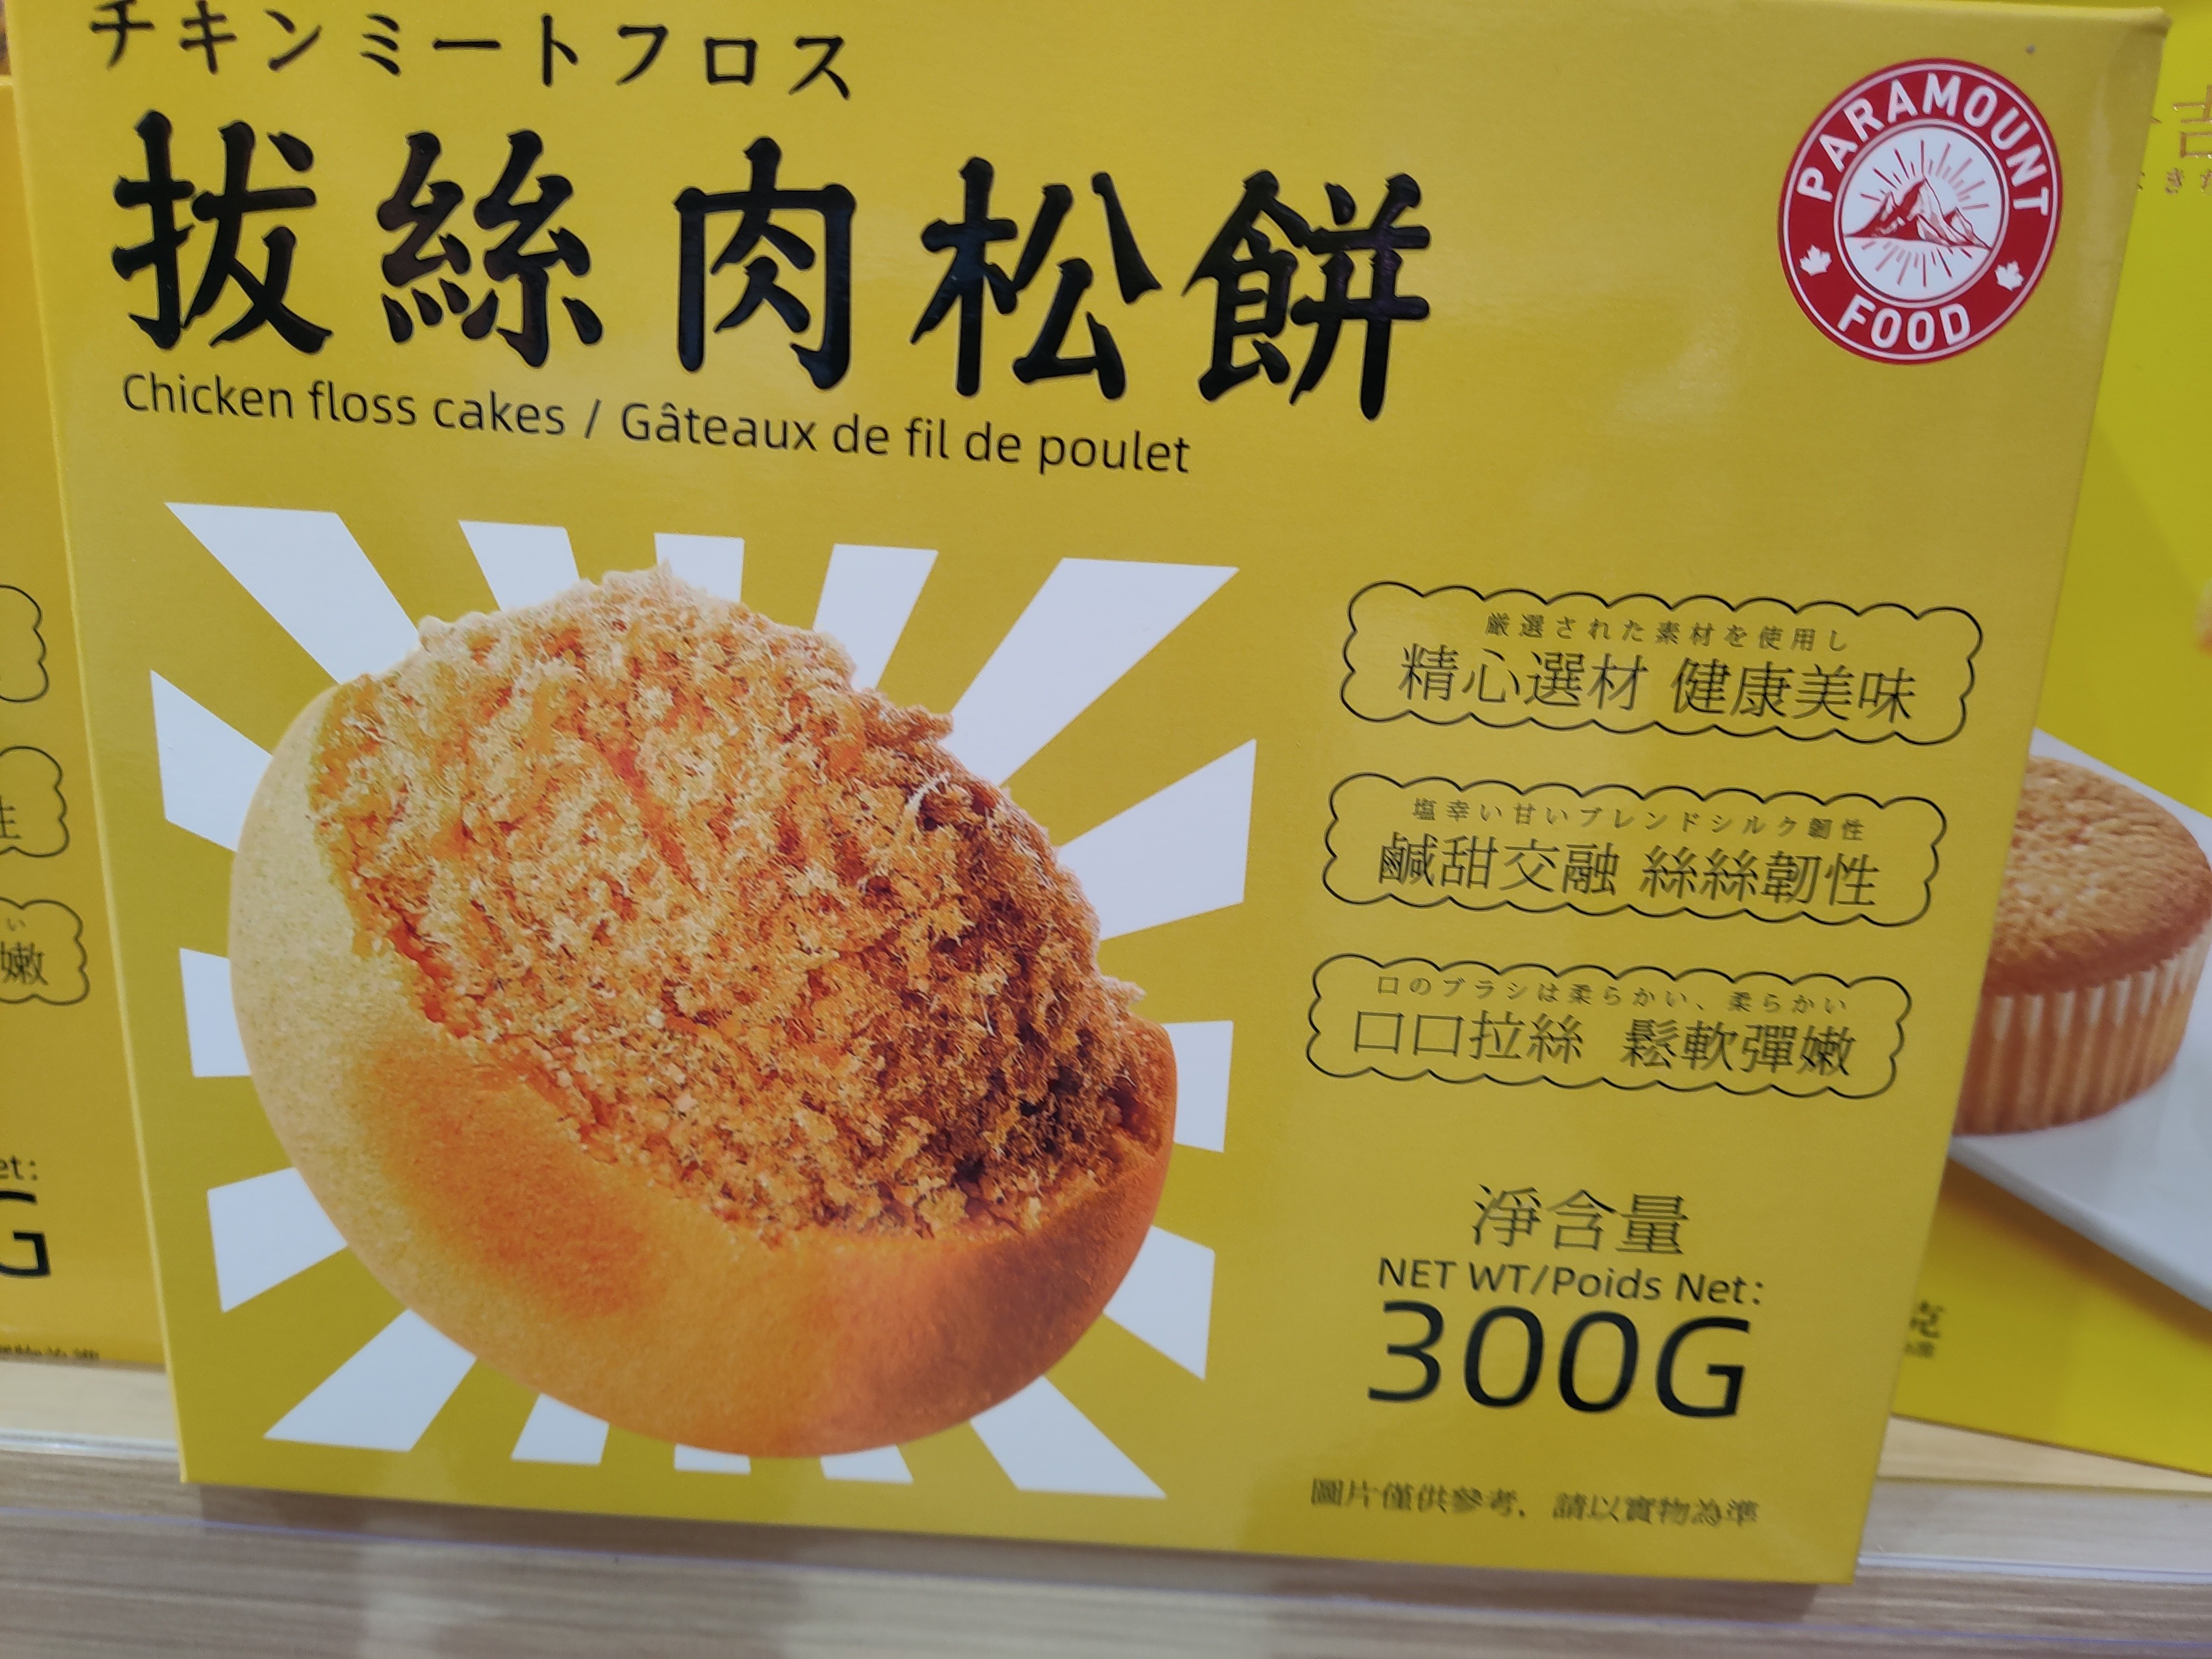 チキンミートフロス
拔絲肉松餅
Chicken floss cakes / Gâteaux de fil de poulet
PARAMOUNT
FOOD
厳選された素材を使用し
精心選材 健康美味
塩幸い甘いブレンドシルク韌性
鹹甜交融 絲絲韌性
口のブラシは柔らかい、柔らかい
口口拉絲 鬆軟彈嫩
淨含量
NET WT/Poids Net:
300G
圖片僅供參考，請以實物為準
い
嫩
et:
G